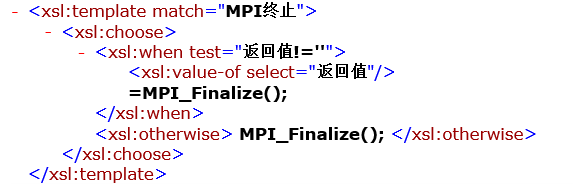 - <xsl:template match="MPI终止">
- <xsl:choose>
- <xsl:when test="返回值!=''">
<xsl:value-of select="返回值"/>
=MPI_Finalize();
</xsl:when>
<xsl:otherwise> MPI_Finalize(); </xsl:otherwise>
</xsl:choose>
</xsl:template>